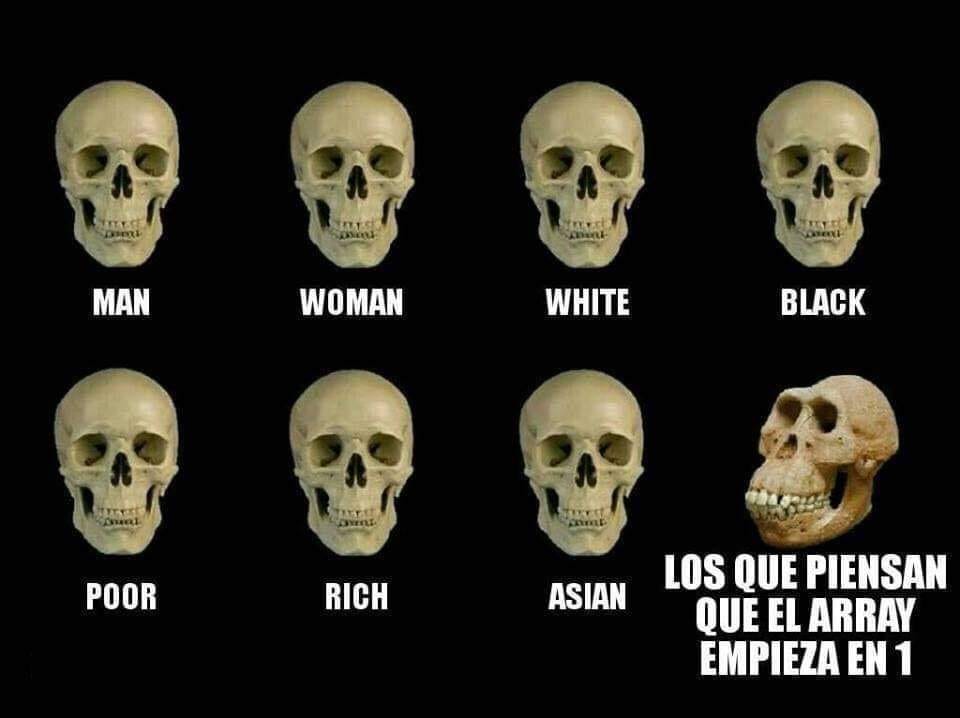 MAN
WOMAN
WHITE
BLACK
POOR
RICH
ASIAN
LOS QUE PIENSAN
QUE EL ARRAY
EMPIEZA EN 1